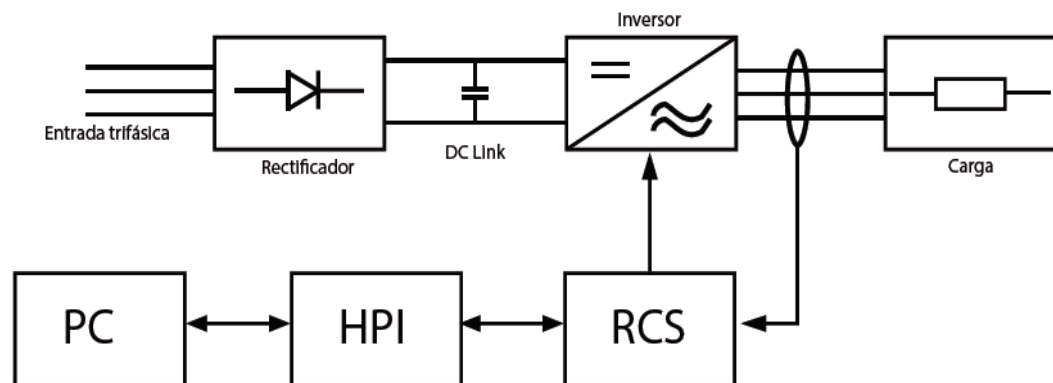 Inversor
Entrada trifásica
Rectificador
DC Link
Carga
PC
HPI
RCS